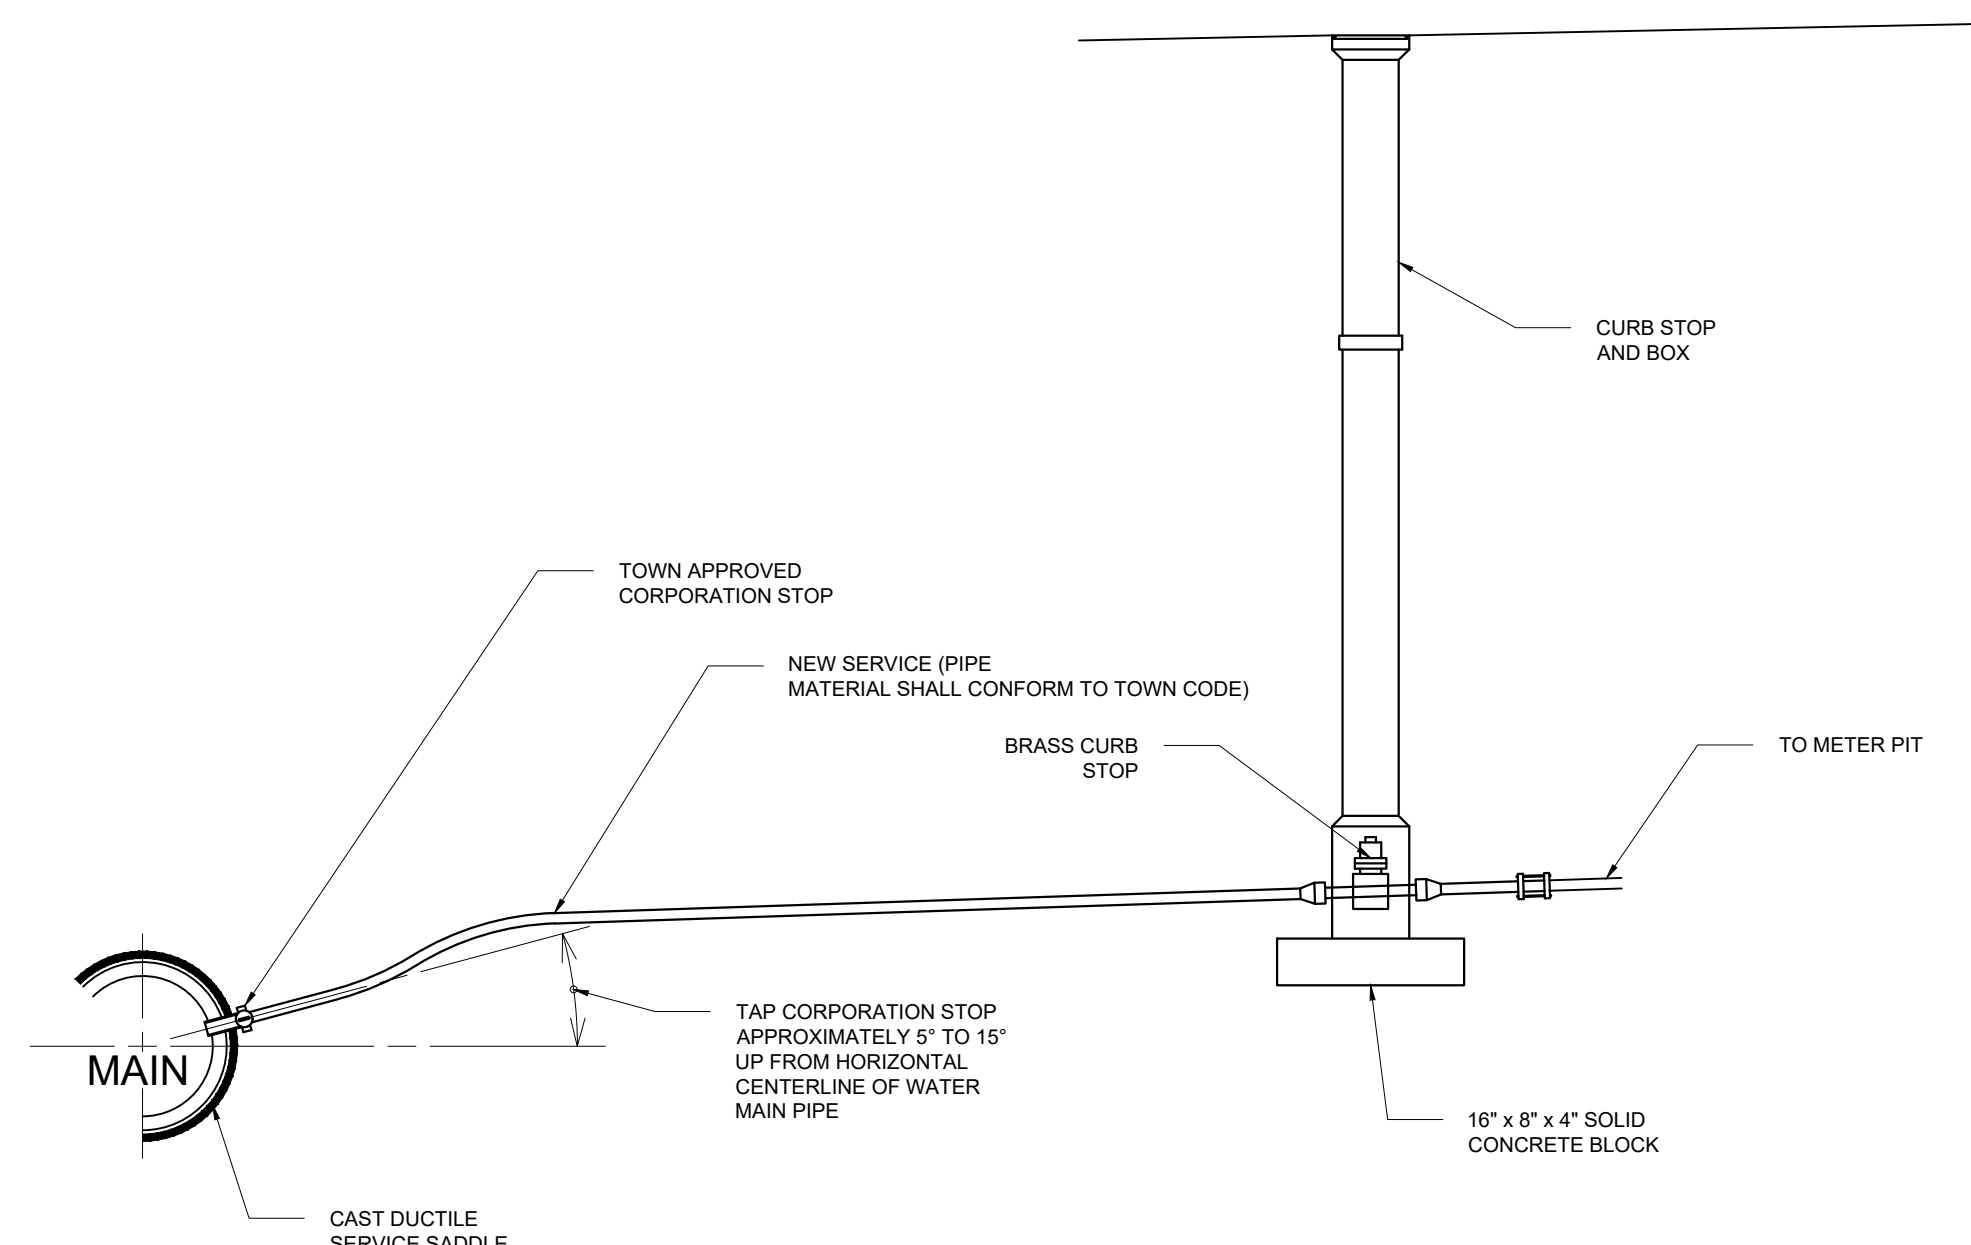 CURB STOP
AND BOX
TOWN APPROVED
CORPORATION STOP
NEW SERVICE (PIPE
MATERIAL SHALL CONFORM TO TOWN CODE)
BRASS CURB
STOP
TO METER PIT
MAIN
TAP CORPORATION STOP
APPROXIMATELY 5° TO 15°
UP FROM HORIZONTAL
CENTERLINE OF WATER
MAIN PIPE
16" x 8" x 4" SOLID
CONCRETE BLOCK
CAST DUCTILE
SERVICE SADDLE